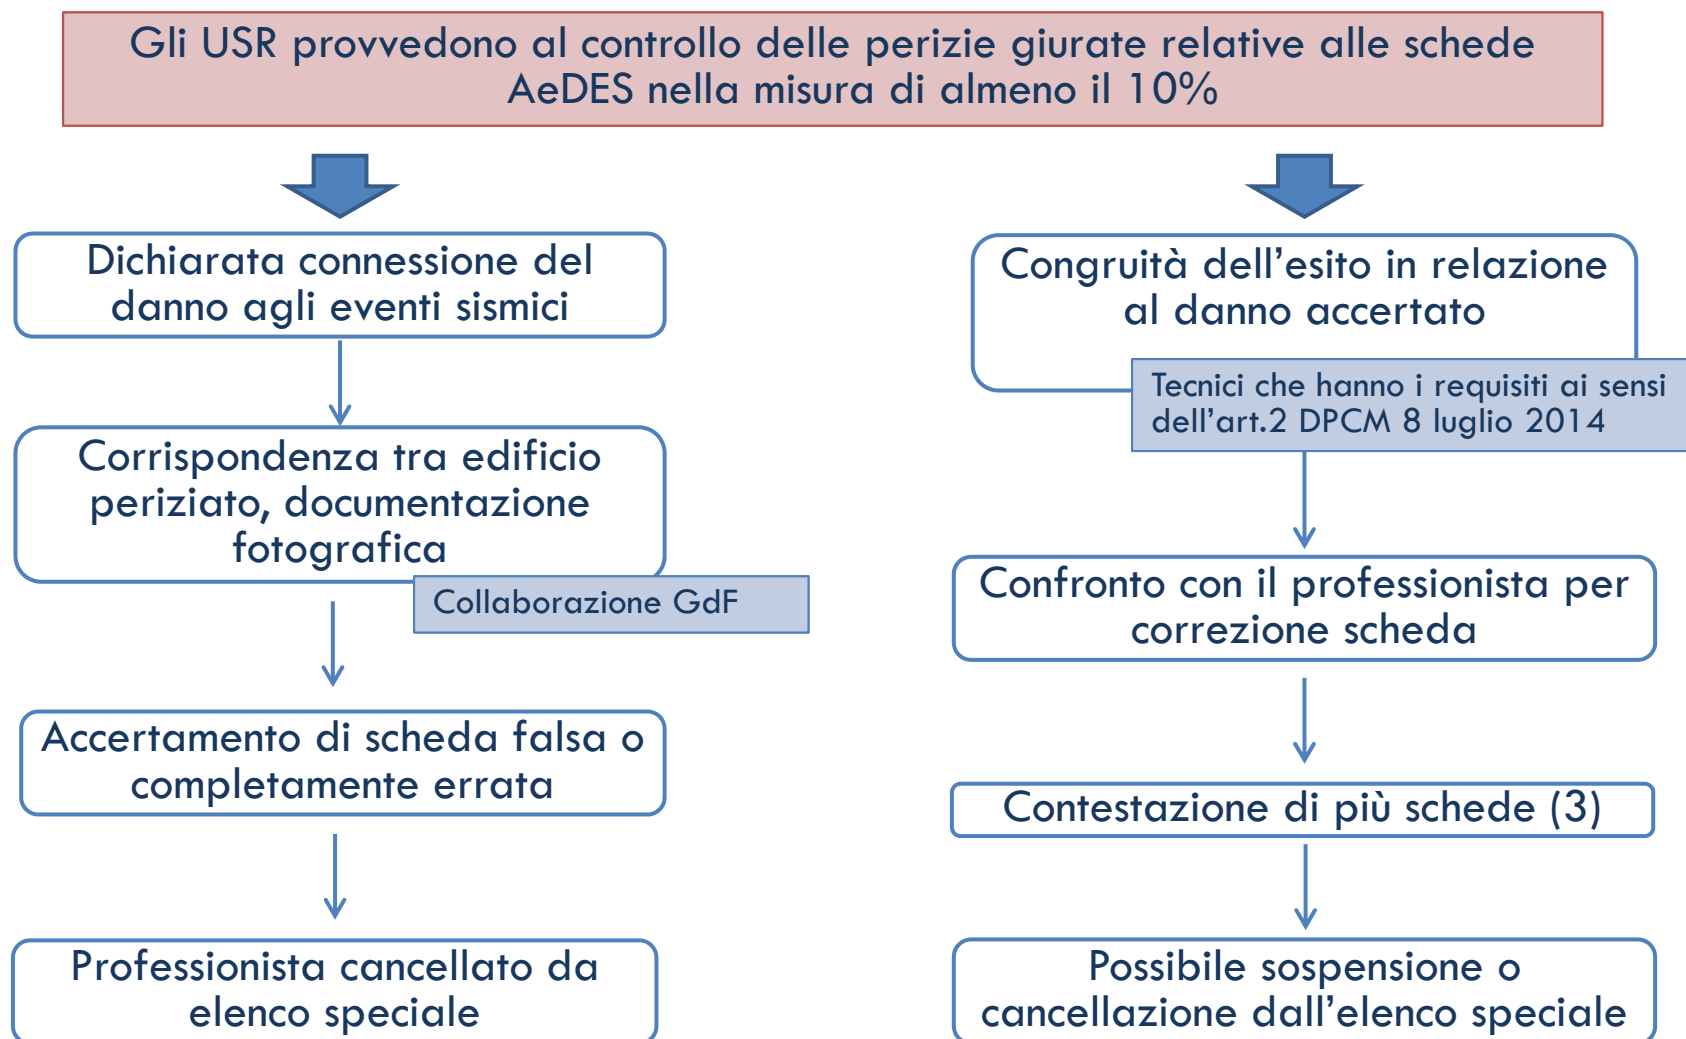 Gli USR provvedono al controllo delle perizie giurate relative alle schede
AeDES nella misura di almeno il 10%
Dichiarata connessione del
danno agli eventi sismici
Corrispondenza tra edificio
periziato, documentazione
fotografica
Collaborazione GdF
Accertamento di scheda falsa o
completamente errata
Professionista cancellato da
elenco speciale
Congruità dell'esito in relazione
al danno accertato
Tecnici che hanno i requisiti ai sensi
dell'art.2 DPCM 8 luglio 2014
Confronto con il professionista per
correzione scheda
Contestazione di più schede (3)
Possibile sospensione o
cancellazione dall'elenco speciale